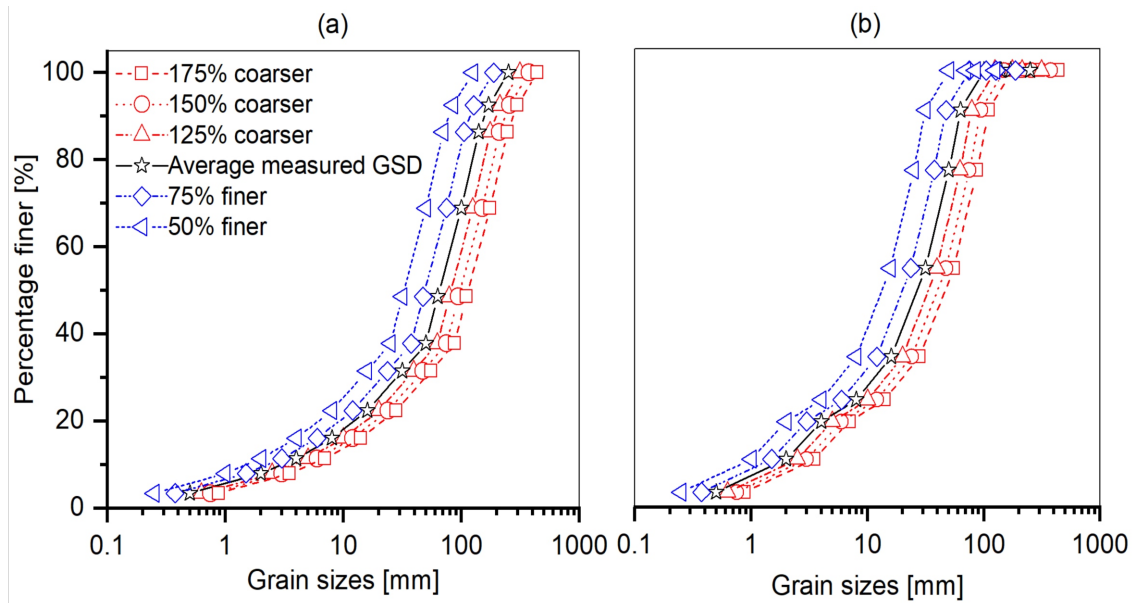 (a)
(b)
175% coarser
150% coarser
125% coarser
Average measured GSD
75% finer
50% finer
Percentage finer [%]
100
80
60
40
20
0
0.1 1 10 100 1000
0.1 1 10 100 1000
Grain sizes [mm]
Grain sizes [mm]